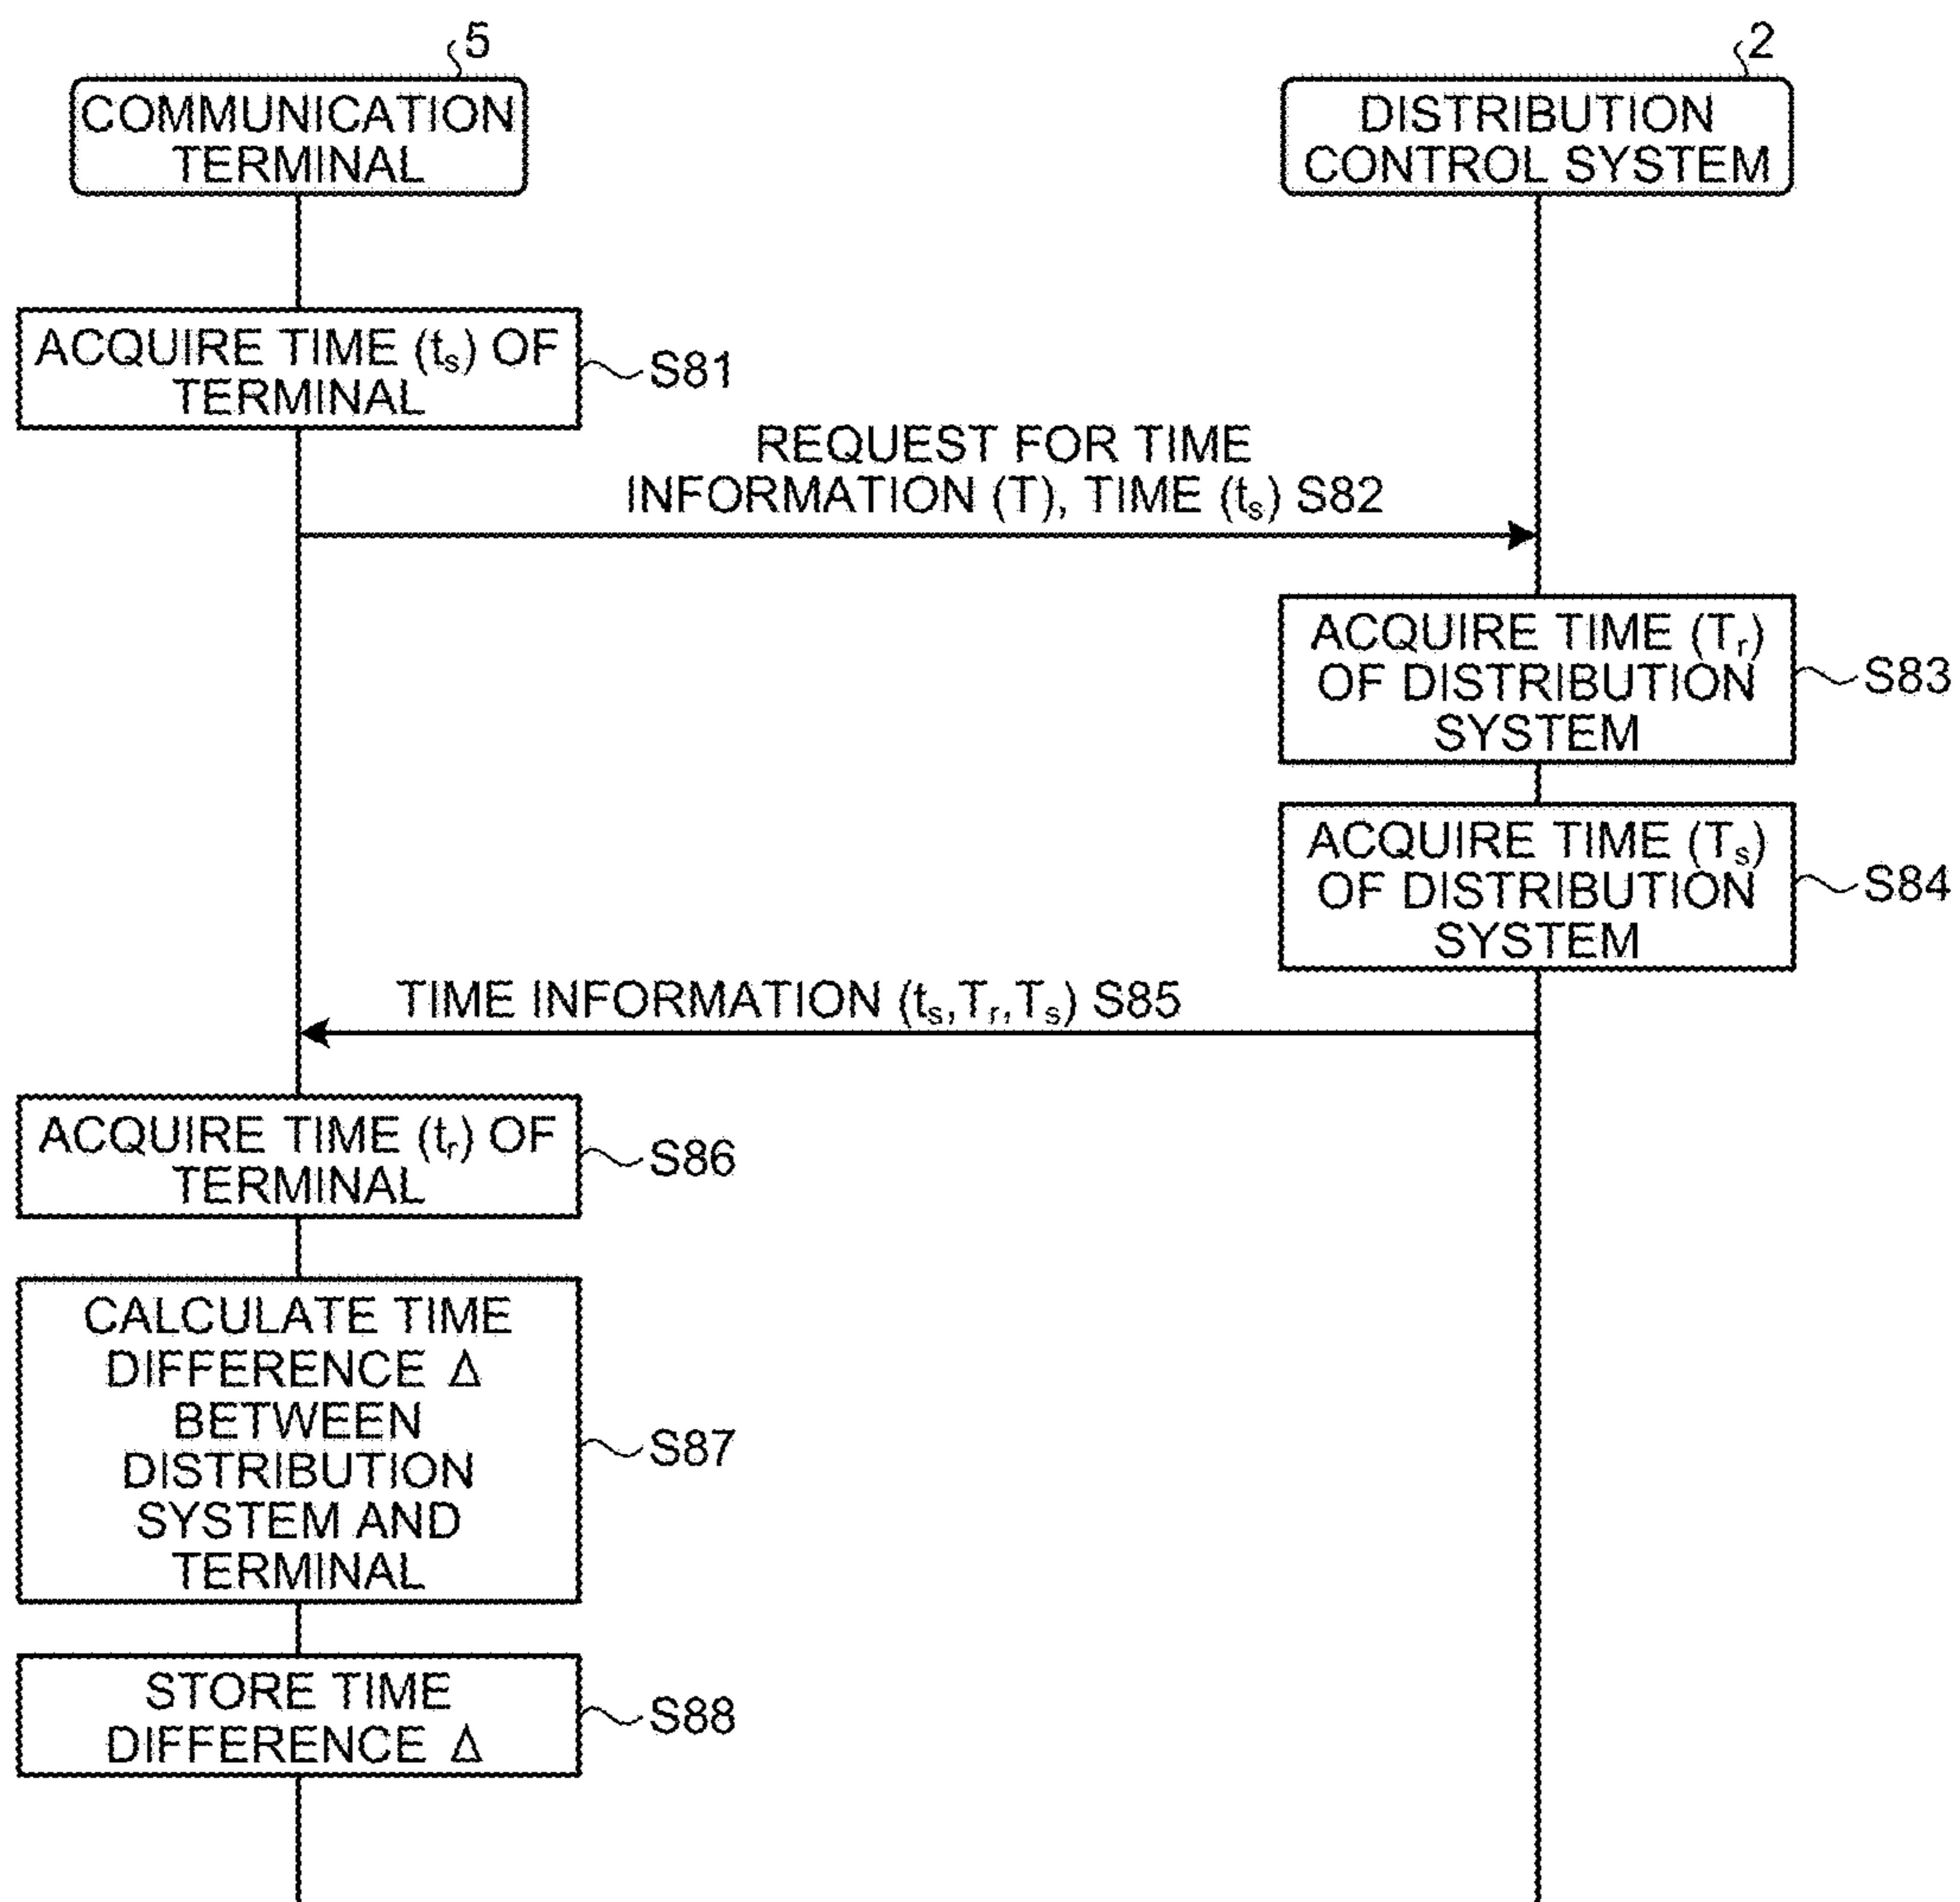 5
COMMUNICATION
TERMINAL
2
DISTRIBUTION
CONTROL SYSTEM
ACQUIRE TIME (ts) OF
TERMINAL
S81
REQUEST FOR TIME
INFORMATION (T), TIME (ts) S82
ACQUIRE TIME (Tr)
OF DISTRIBUTION
SYSTEM
S83
ACQUIRE TIME (Ts)
OF DISTRIBUTION
SYSTEM
S84
TIME INFORMATION (ts,Tr,Ts) S85
ACQUIRE TIME (tr) OF
TERMINAL
S86
CALCULATE TIME
DIFFERENCE Δ
BETWEEN
DISTRIBUTION
SYSTEM AND
TERMINAL
S87
STORE TIME
DIFFERENCE Δ
S88